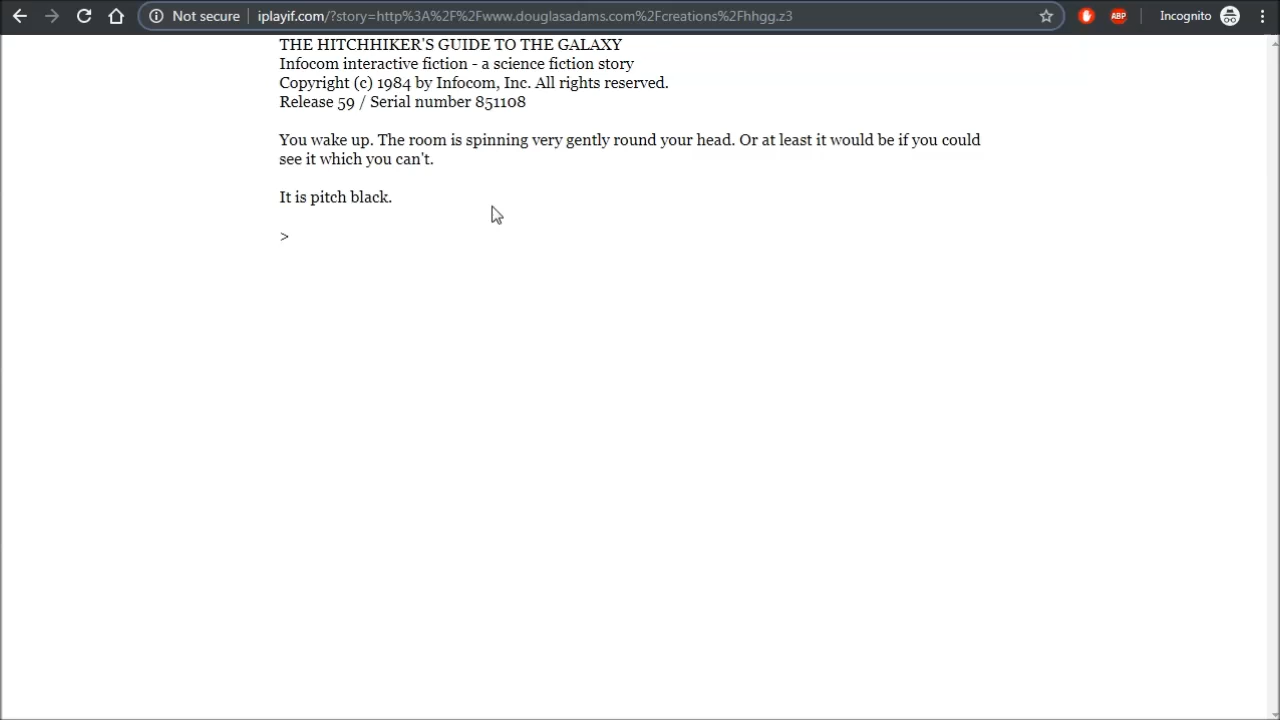 Not secure
iplayif.com/?story=http%3A%2F%2Fwww.douglasadams.com%2Fcreations%2Fhhgg.z3
ABP
Incognito
THE HITCHHIKER'S GUIDE TO THE GALAXY
Infocom interactive fiction - a science fiction story
Copyright (c) 1984 by Infocom, Inc. All rights reserved.
Release 59 / Serial number 851108
You wake up. The room is spinning very gently round your head. Or at least it would be if you could
see it which you can't.
It is pitch black.
>